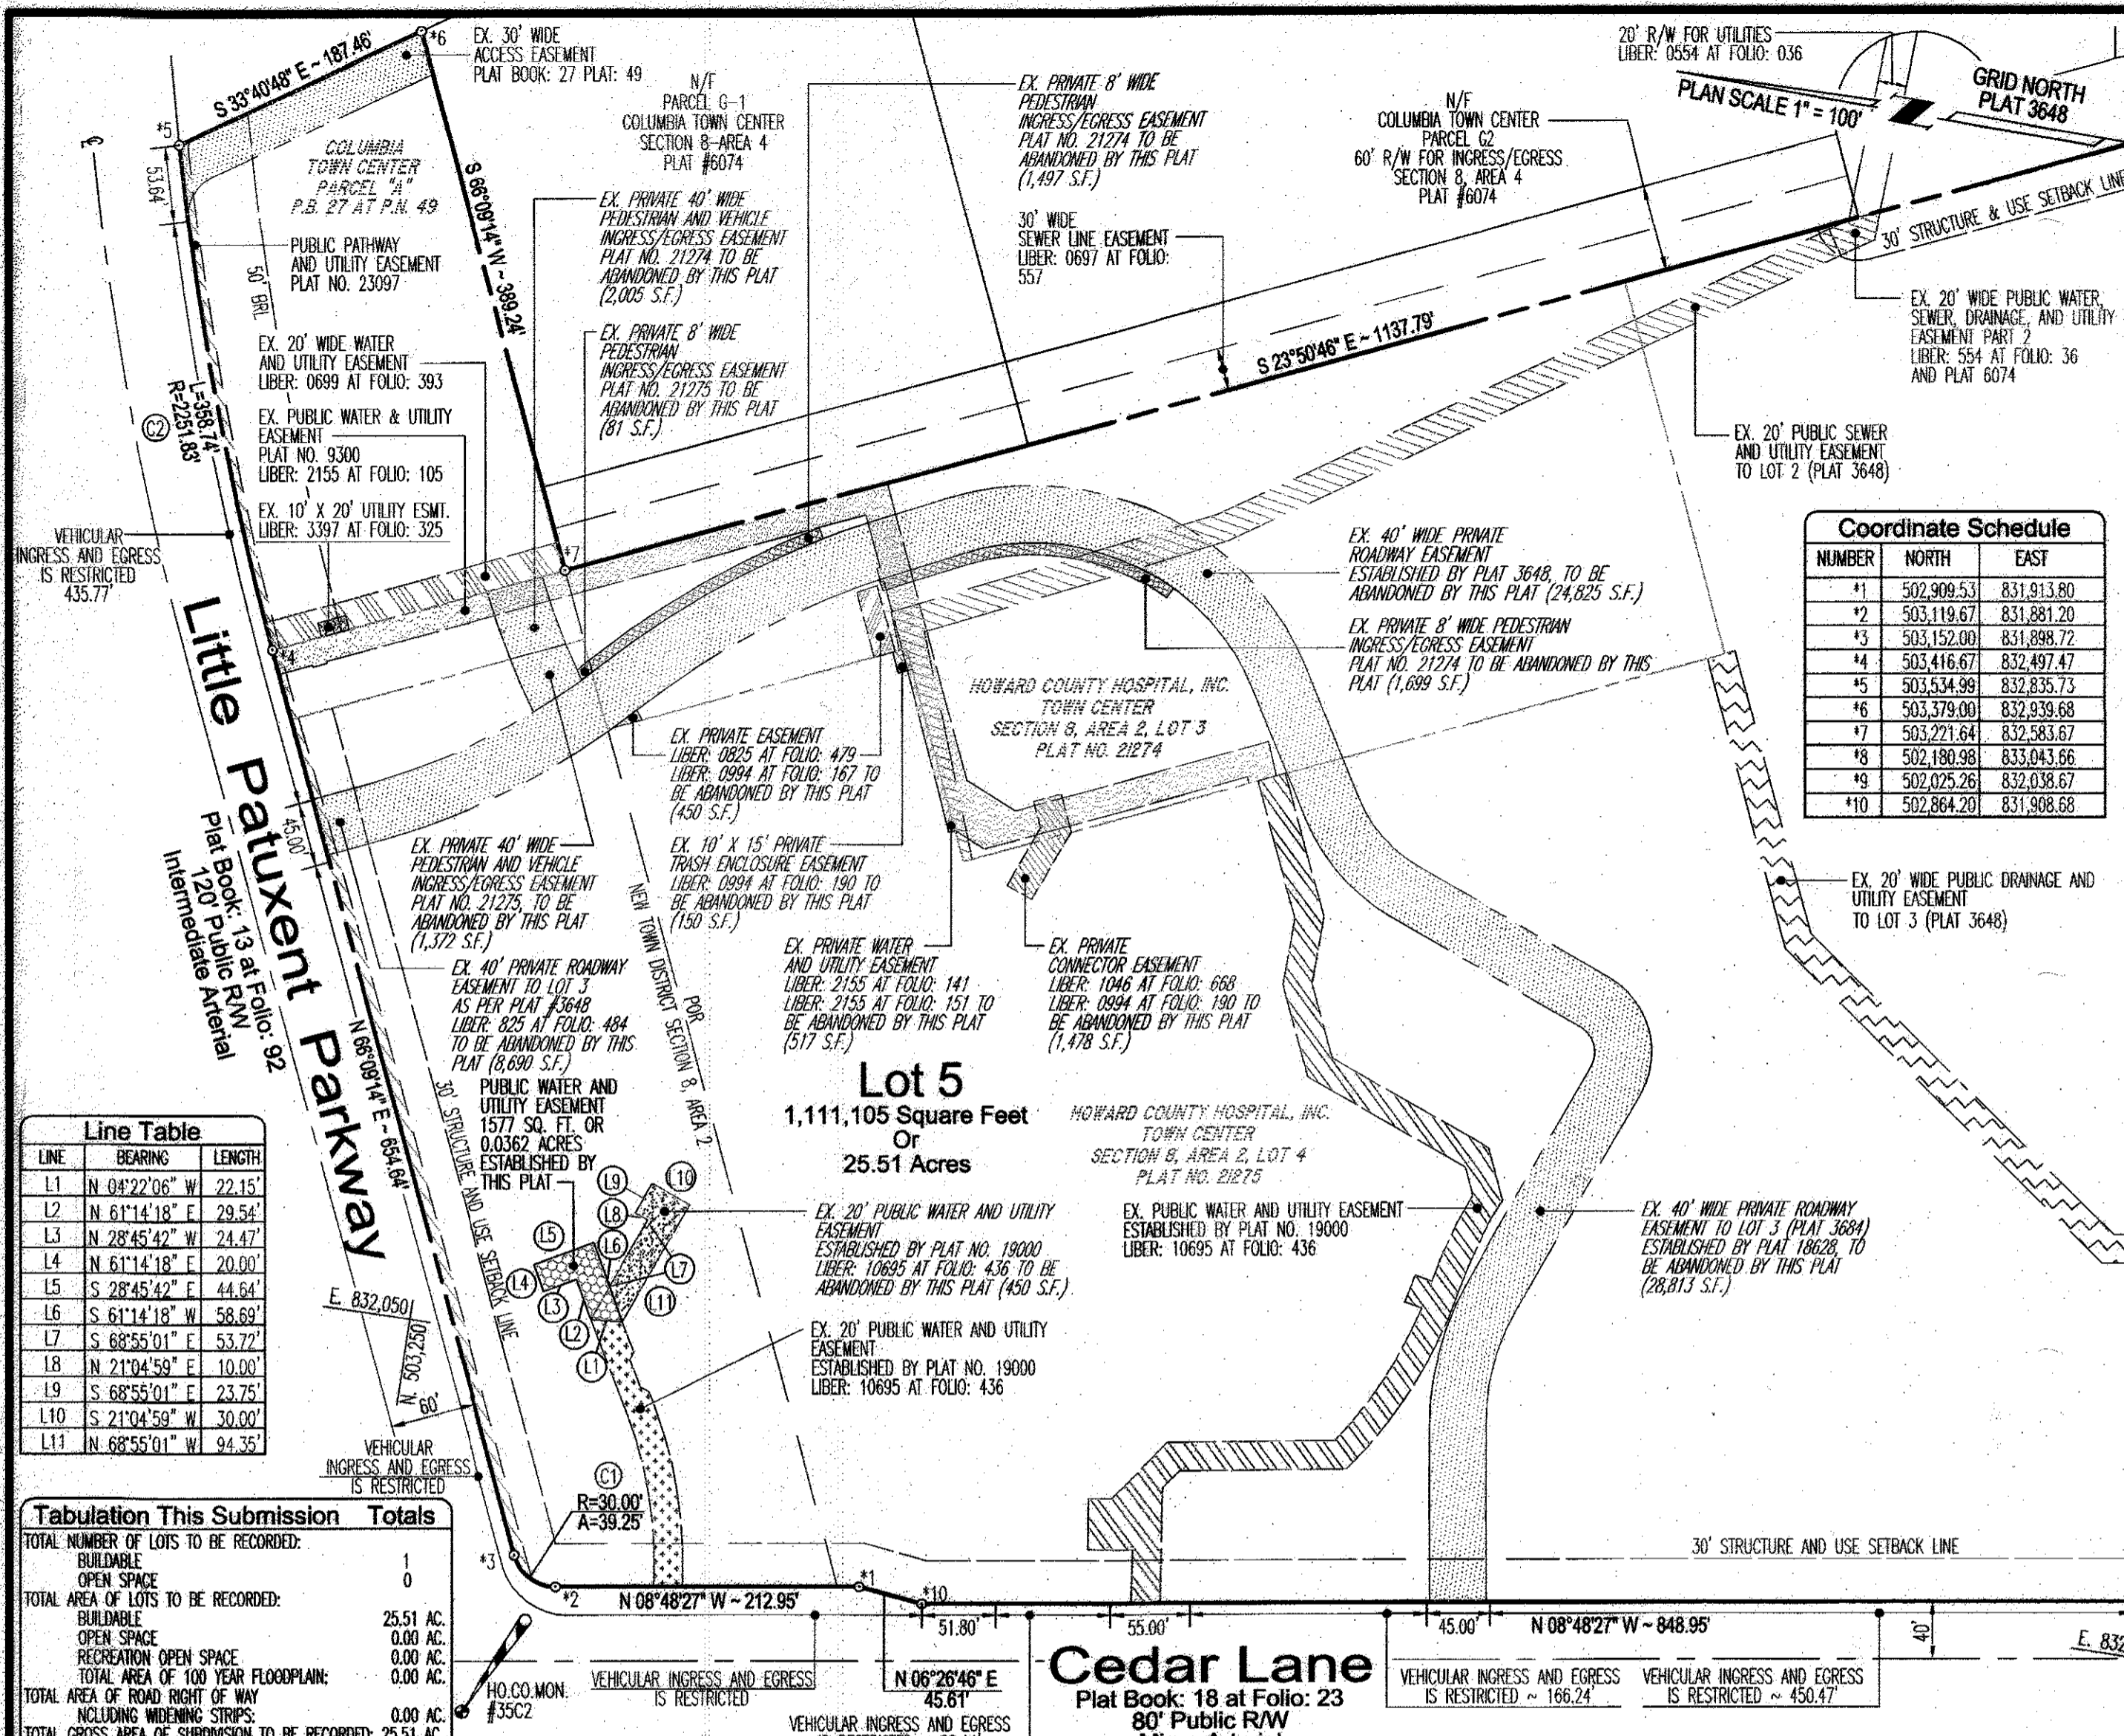 S 33°40'48" E ~ 187.46'
*6
EX. 30' WIDE
ACCESS EASEMENT
PLAT BOOK: 27 PLAT: 49
N/F
PARCEL G-1
COLUMBIA TOWN CENTER
SECTION 8-AREA 4
PLAT #6074
EX. PRIVATE 8' WIDE
PEDESTRIAN
INGRESS/EGRESS EASEMENT
PLAT NO. 21274 TO BE
ABANDONED BY THIS PLAT
(1,497 S.F.)
N/F
COLUMBIA TOWN CENTER
PARCEL G2
60' R/W FOR INGRESS/EGRESS
SECTION 8, AREA 4
PLAT #6074
20' R/W FOR UTILITIES
LIBER: 0554 AT FOLIO: 036
PLAN SCALE 1" = 100'
GRID NORTH
PLAT 3648
*5
53.64'
COLUMBIA
TOWN CENTER
PARCEL "A"
P.B. 27 AT P.N. 49
S 66°09'14" W ~ 389.24'
PUBLIC PATHWAY
AND UTILITY EASEMENT
PLAT NO. 23097
50' BRL
EX. PRIVATE 40' WIDE
PEDESTRIAN AND VEHICLE
INGRESS/EGRESS EASEMENT
PLAT NO. 21274 TO BE
ABANDONED BY THIS PLAT
(2,005 S.F.)
30' WIDE
SEWER LINE EASEMENT
LIBER: 0697 AT FOLIO:
557
30' STRUCTURE & USE SETBACK LINE
EX. 20' WIDE PUBLIC WATER,
SEWER, DRAINAGE, AND UTILITY
EASEMENT PART 2
LIBER: 554 AT FOLIO: 36
AND PLAT 6074
EX. 20' WIDE WATER
AND UTILITY EASEMENT
LIBER: 0699 AT FOLIO: 393
EX. PRIVATE 8' WIDE
PEDESTRIAN
INGRESS/EGRESS EASEMENT
PLAT NO. 21275 TO BE
ABANDONED BY THIS PLAT
(81 S.F.)
S 23°50'46" E ~ 1137.79'
L=358.74'
R=2251.83'
C2
EX. PUBLIC WATER & UTILITY
EASEMENT
PLAT NO. 9300
LIBER: 2155 AT FOLIO: 105
EX. 20' PUBLIC SEWER
AND UTILITY EASEMENT
TO LOT 2 (PLAT 3648)
EX. 10' X 20' UTILITY ESMT.
LIBER: 3397 AT FOLIO: 325
VEHICULAR
INGRESS AND EGRESS
IS RESTRICTED
435.77'
*7
*4
EX. 40' WIDE PRIVATE
ROADWAY EASEMENT
ESTABLISHED BY PLAT 3648, TO BE
ABANDONED BY THIS PLAT (24,825 S.F.)
EX. PRIVATE 8' WIDE PEDESTRIAN
INGRESS/EGRESS EASEMENT
PLAT NO. 21274 TO BE ABANDONED BY THIS
PLAT (1,699 S.F.)
Coordinate Schedule
NUMBER NORTH EAST
*1 502,909.53 831,913.80
*2 503,119.67 831,881.20
*3 503,152.00 831,898.72
*4 503,416.67 832,497.47
*5 503,534.99 832,835.73
*6 503,379.00 832,939.68
*7 503,221.64 832,583.67
*8 502,180.98 833,043.66
*9 502,025.26 832,038.67
*10 502,864.20 831,908.68
Little Patuxent Parkway
Plat Book: 13 at Folio: 92
120' Public R/W
Intermediate Arterial
HOWARD COUNTY HOSPITAL, INC.
TOWN CENTER
SECTION 8, AREA 2, LOT 3
PLAT NO. 21274
EX. PRIVATE EASEMENT
LIBER: 0825 AT FOLIO: 479
LIBER: 0994 AT FOLIO: 167 TO
BE ABANDONED BY THIS PLAT
(450 S.F.)
45.00'
EX. PRIVATE 40' WIDE
PEDESTRIAN AND VEHICLE
INGRESS/EGRESS EASEMENT
PLAT NO. 21275, TO BE
ABANDONED BY THIS PLAT
(1,372 S.F.)
EX. 10' X 15' PRIVATE
TRASH ENCLOSURE EASEMENT
LIBER: 0994 AT FOLIO: 190 TO
BE ABANDONED BY THIS PLAT
(150 S.F.)
EX. 20' WIDE PUBLIC DRAINAGE AND
UTILITY EASEMENT
TO LOT 3 (PLAT 3648)
POR
NEW TOWN DISTRICT SECTION 8, AREA 2
EX. 40' PRIVATE ROADWAY
EASEMENT TO LOT 3
AS PER PLAT #3648
LIBER: 825 AT FOLIO: 484
TO BE ABANDONED BY THIS
PLAT (8,690 S.F.)
EX. PRIVATE WATER
AND UTILITY EASEMENT
LIBER: 2155 AT FOLIO: 141
LIBER: 2155 AT FOLIO: 151 TO
BE ABANDONED BY THIS PLAT
(517 S.F.)
EX. PRIVATE
CONNECTOR EASEMENT
LIBER: 1046 AT FOLIO: 668
LIBER: 0994 AT FOLIO: 190 TO
BE ABANDONED BY THIS PLAT
(1,478 S.F.)
N 66°09'14" E ~ 654.64'
30' STRUCTURE AND USE SETBACK LINE
PUBLIC WATER AND
UTILITY EASEMENT
1577 SQ. FT. OR
0.0362 ACRES
ESTABLISHED BY
THIS PLAT
Lot 5
1,111,105 Square Feet
Or
25.51 Acres
HOWARD COUNTY HOSPITAL, INC.
TOWN CENTER
SECTION 8, AREA 2, LOT 4
PLAT NO. 21275
Line Table
LINE BEARING LENGTH
L1 N 04°22'06" W 22.15'
L2 N 61°14'18" E 29.54'
L3 N 28°45'42" W 24.47'
L4 N 61°14'18" E 20.00'
L5 S 28°45'42" E 44.64'
L6 S 61°14'18" W 58.69'
L7 S 68°55'01" E 53.72'
L8 N 21°04'59" E 10.00'
L9 S 68°55'01" E 23.75'
L10 S 21°04'59" W 30.00'
L11 N 68°55'01" W 94.35'
L9
L10
L8
L5
L6
L7
L4
L3
L11
L2
L1
EX. 20' PUBLIC WATER AND UTILITY
EASEMENT
ESTABLISHED BY PLAT NO. 19000
LIBER: 10695 AT FOLIO: 436 TO BE
ABANDONED BY THIS PLAT (450 S.F.)
EX. PUBLIC WATER AND UTILITY EASEMENT
ESTABLISHED BY PLAT NO. 19000
LIBER: 10695 AT FOLIO: 436
EX. 40' WIDE PRIVATE ROADWAY
EASEMENT TO LOT 3 (PLAT 3684)
ESTABLISHED BY PLAT 18628, TO
BE ABANDONED BY THIS PLAT
(28,813 S.F.)
E. 832,050
N. 503,250
60'
EX. 20' PUBLIC WATER AND UTILITY
EASEMENT
ESTABLISHED BY PLAT NO. 19000
LIBER: 10695 AT FOLIO: 436
VEHICULAR
INGRESS AND EGRESS
IS RESTRICTED
C1
R=30.00'
A=39.25'
Tabulation This Submission Totals
TOTAL NUMBER OF LOTS TO BE RECORDED:
BUILDABLE 1
OPEN SPACE 0
TOTAL AREA OF LOTS TO BE RECORDED:
BUILDABLE 25.51 AC.
OPEN SPACE 0.00 AC.
RECREATION OPEN SPACE 0.00 AC.
TOTAL AREA OF 100 YEAR FLOODPLAIN: 0.00 AC.
TOTAL AREA OF ROAD RIGHT OF WAY
NCLUDING WIDENING STRIPS: 0.00 AC.
TOTAL GROSS AREA OF SUBDIVISION TO BE RECORDED: 25.51 AC.
30' STRUCTURE AND USE SETBACK LINE
*3
*2
N 08°48'27" W ~ 212.95'
*1
*10
51.80'
55.00'
45.00'
N 08°48'27" W ~ 848.95'
40'
E. 832
HO.CO.MON.
#35C2
VEHICULAR INGRESS AND EGRESS
IS RESTRICTED
N 06°26'46" E
45.61'
VEHICULAR INGRESS AND EGRESS
Cedar Lane
Plat Book: 18 at Folio: 23
80' Public R/W
VEHICULAR INGRESS AND EGRESS
IS RESTRICTED ~ 166.24'
VEHICULAR INGRESS AND EGRESS
IS RESTRICTED ~ 450.47'